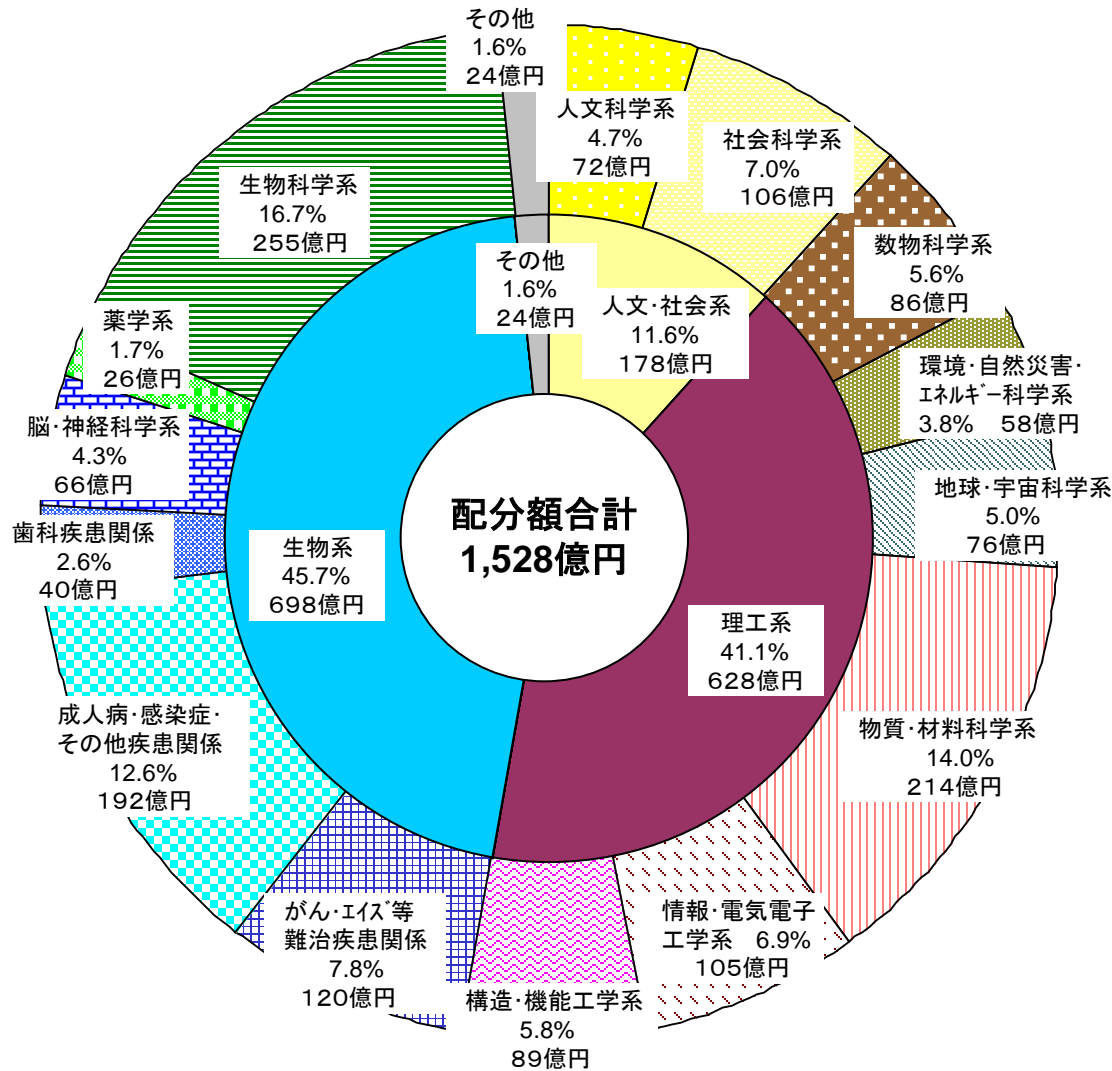 その他
1.6%
24億円
人文科学系
4.7%
72億円
社会科学系
7.0%
106億円
数物科学系
5.6%
86億円
環境・自然災害・
ｴﾈﾙｷﾞｰ科学系
3.8% 58億円
地球・宇宙科学系
5.0%
76億円
物質・材料科学系
14.0%
214億円
情報・電気電子
工学系 6.9%
105億円
構造・機能工学系
5.8%
89億円
がん・ｴｲｽﾞ等
難治疾患関係
7.8%
120億円
成人病・感染症・
その他疾患関係
12.6%
192億円
歯科疾患関係
2.6%
40億円
脳・神経科学系
4.3%
66億円
薬学系
1.7%
26億円
生物科学系
16.7%
255億円
その他
1.6%
24億円
人文・社会系
11.6%
178億円
理工系
41.1%
628億円
生物系
45.7%
698億円
配分額合計
1,528億円